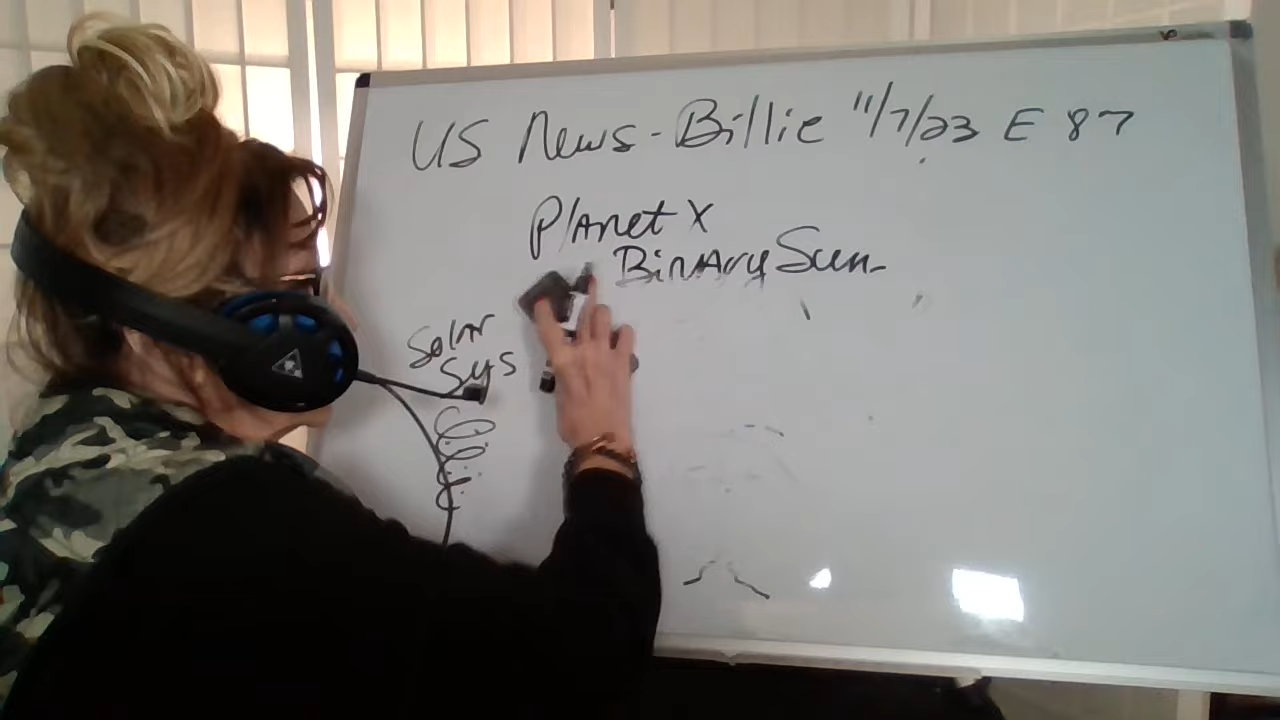 US News - Billie 11/7/23 E 87
Planet X
Binary Sun
Solar
Sys